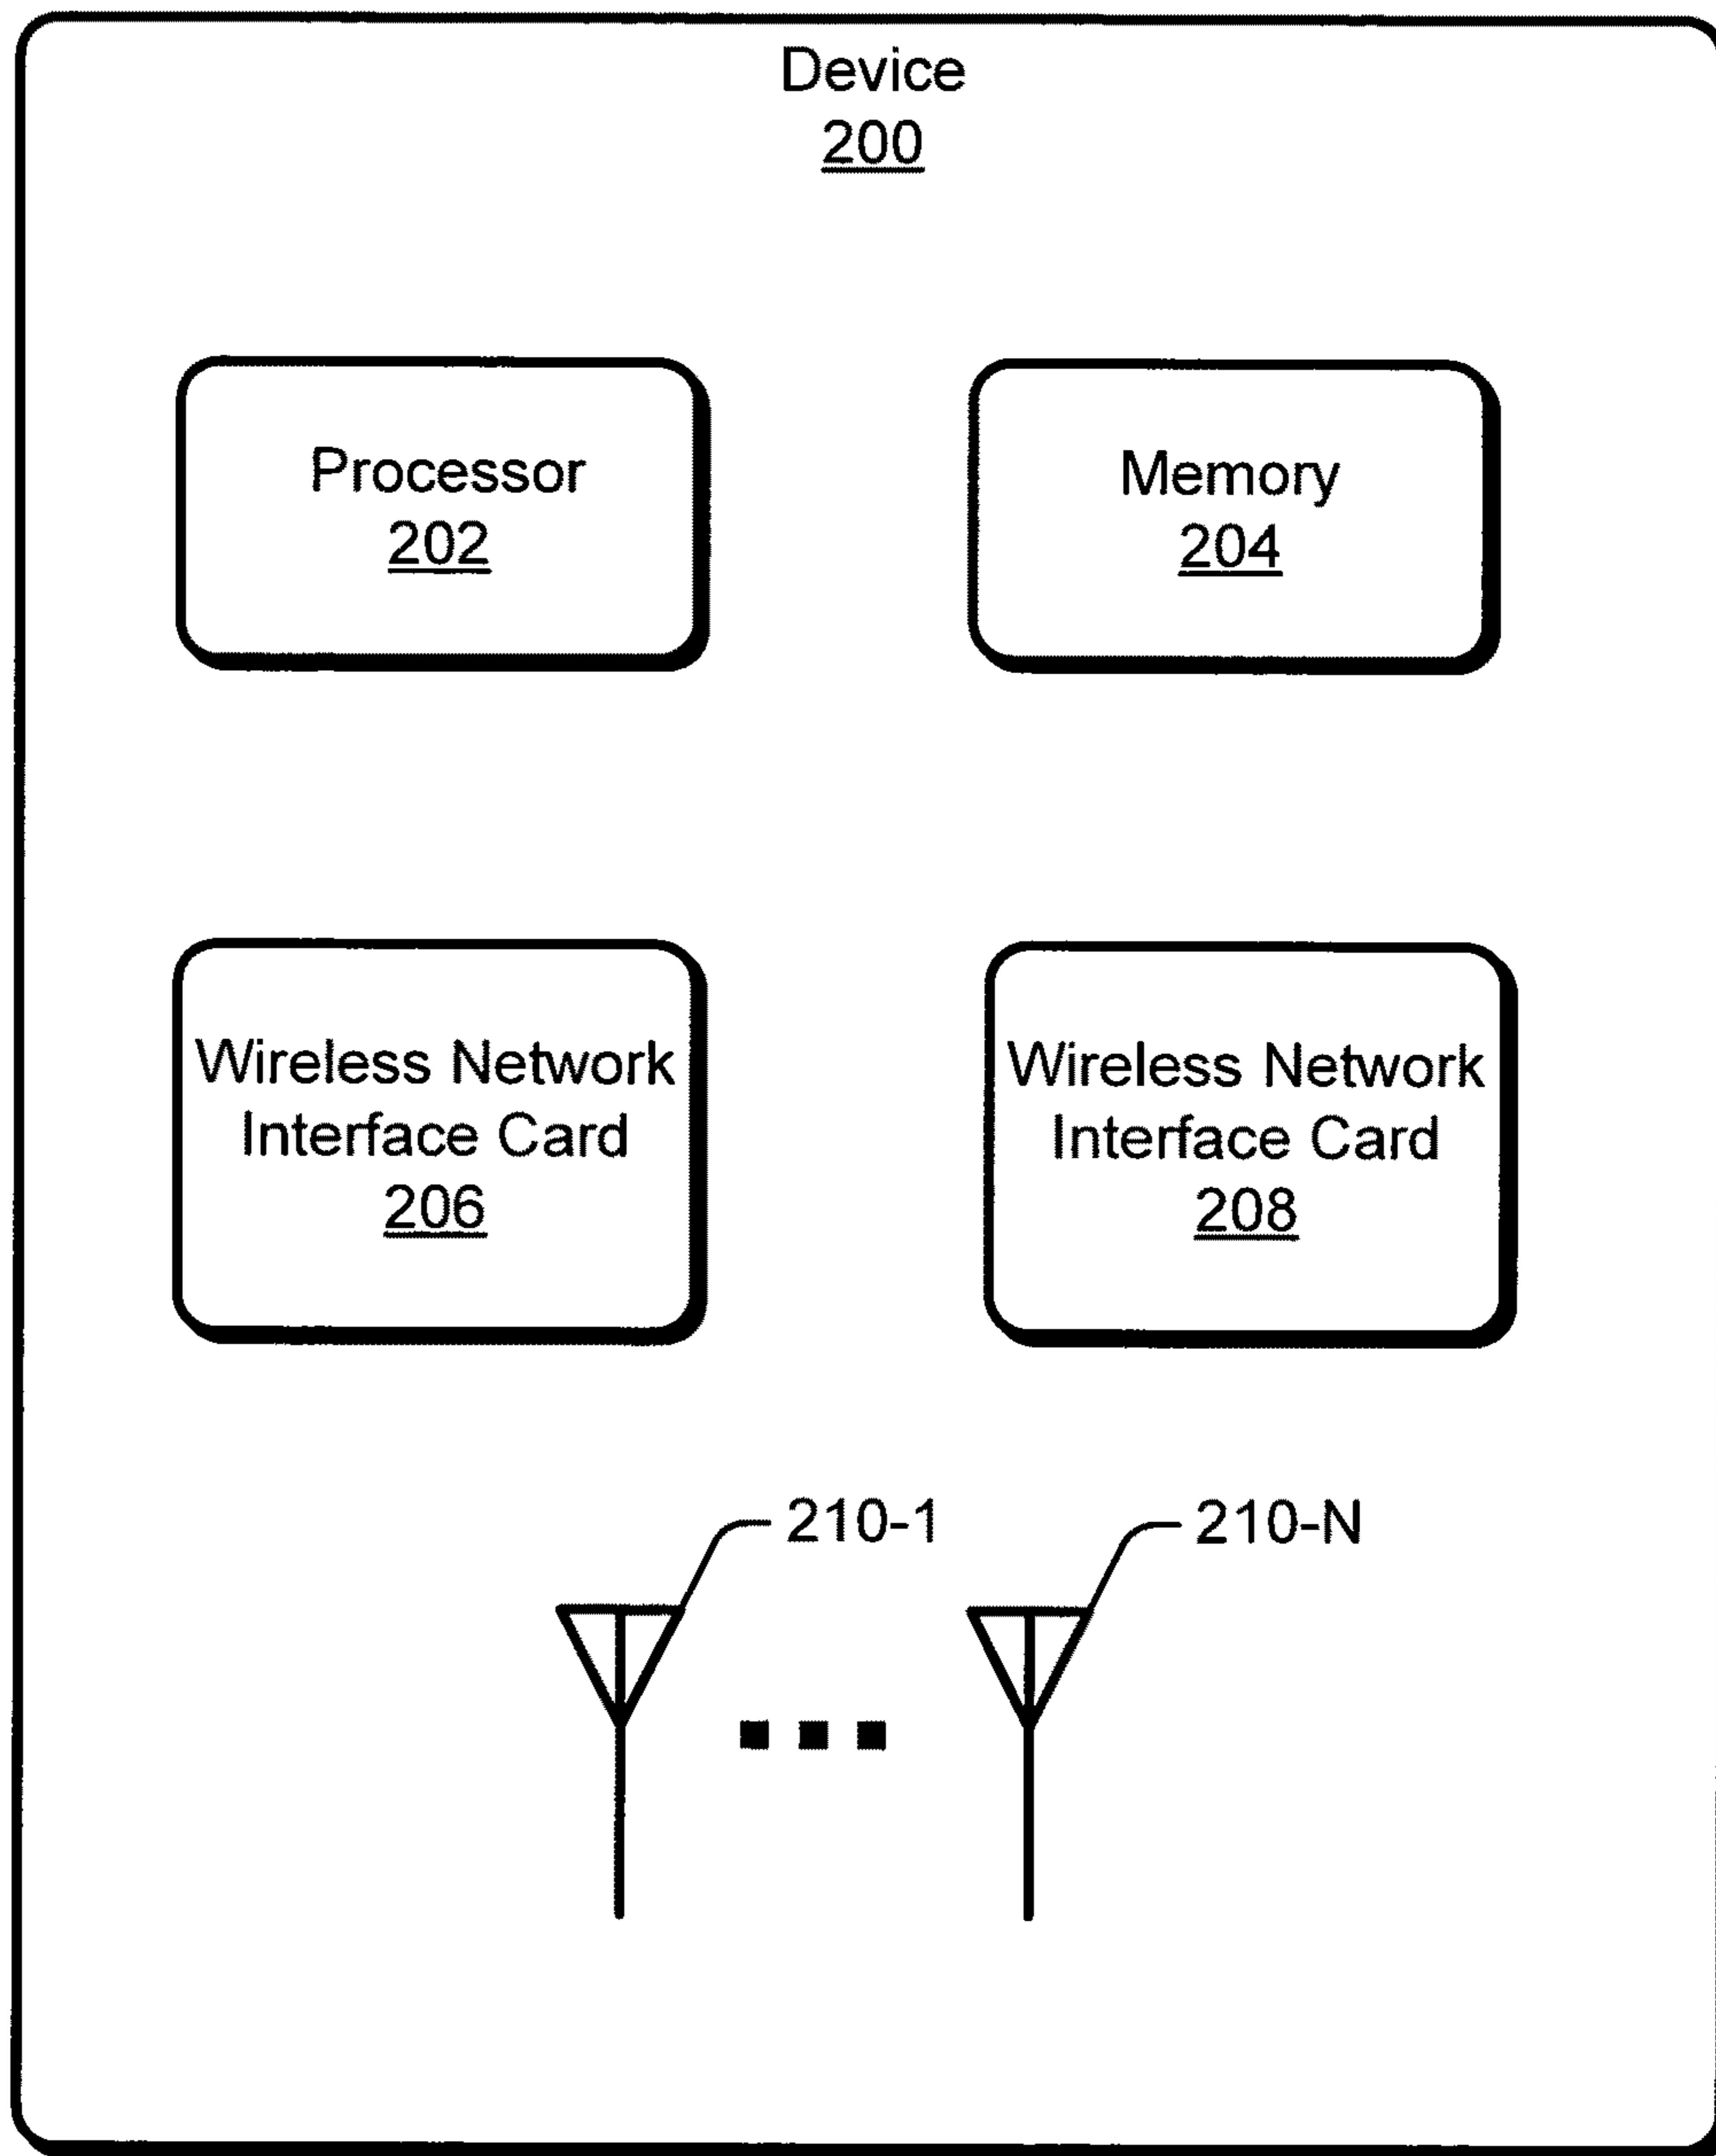 Device
200
Processor
202
Memory
204
Wireless Network
Interface Card
206
Wireless Network
Interface Card
208
210-1
210-N